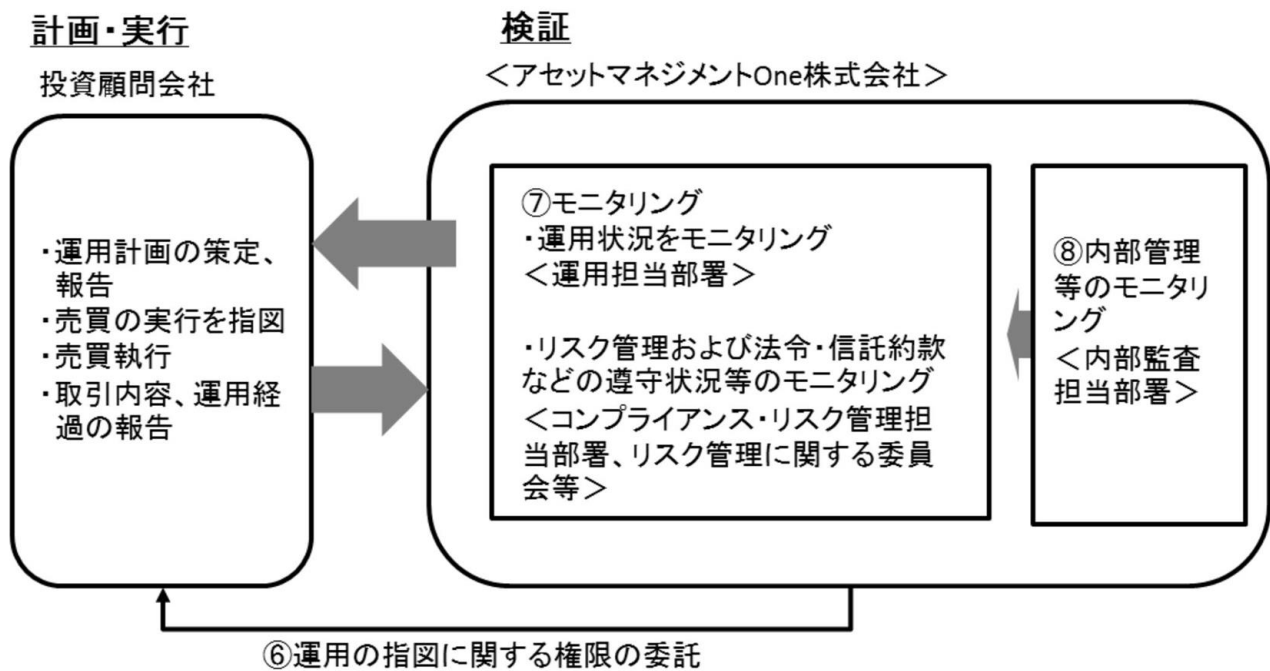 計画・実行
投資顧問会社
・運用計画の策定、
報告
・売買の実行を指図
・売買執行
・取引内容、運用経
過の報告
検証
＜アセットマネジメントOne株式会社＞
⑦モニタリング
・運用状況をモニタリング
＜運用担当部署＞
・リスク管理および法令・信託約款
などの遵守状況等のモニタリング
＜コンプライアンス・リスク管理担
当部署、リスク管理に関する委員
会等＞
⑧内部管理
等のモニタリ
ング
＜内部監査
担当部署＞
⑥運用の指図に関する権限の委託